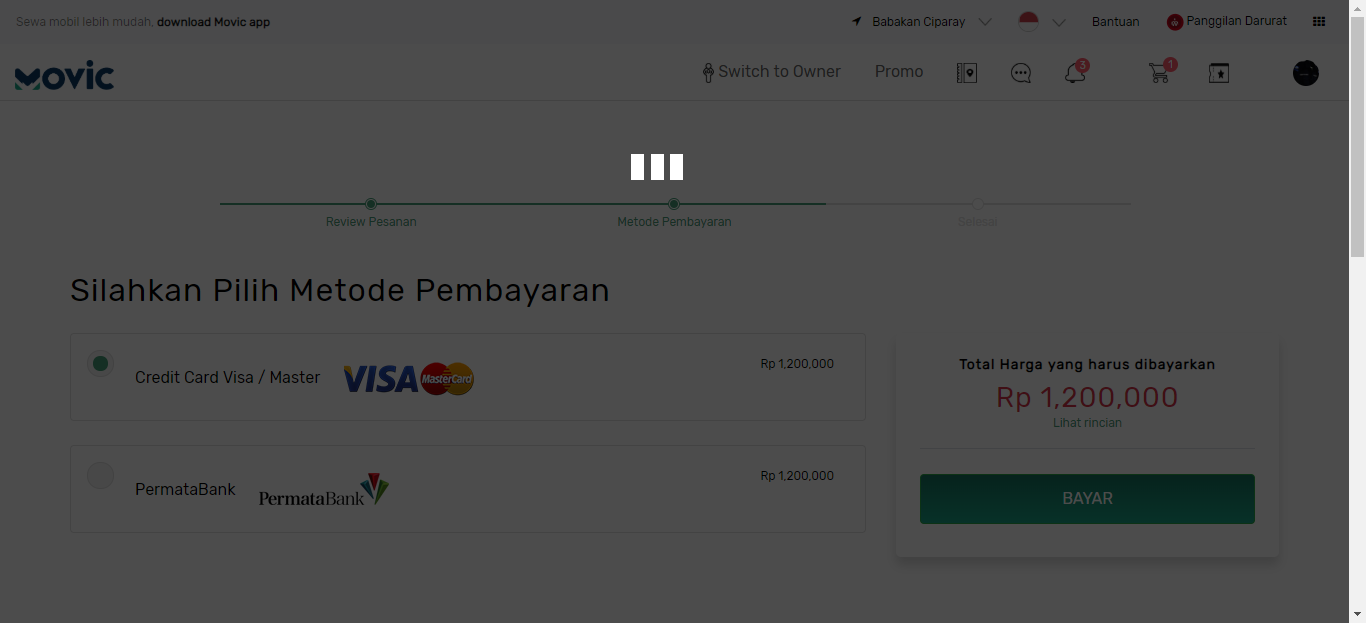 Sewa mobil lebih mudah, download Movic app
Babakan Ciparay
Bantuan
Panggilan Darurat
MOVIC
Switch to Owner
Promo
3
1
Review Pesanan
Metode Pembayaran
Selesai
Silahkan Pilih Metode Pembayaran
Credit Card Visa / Master
VISA
MasterCard
Rp 1,200,000
Total Harga yang harus dibayarkan
Rp 1,200,000
Lihat rincian
PermataBank
PermataBank
Rp 1,200,000
BAYAR